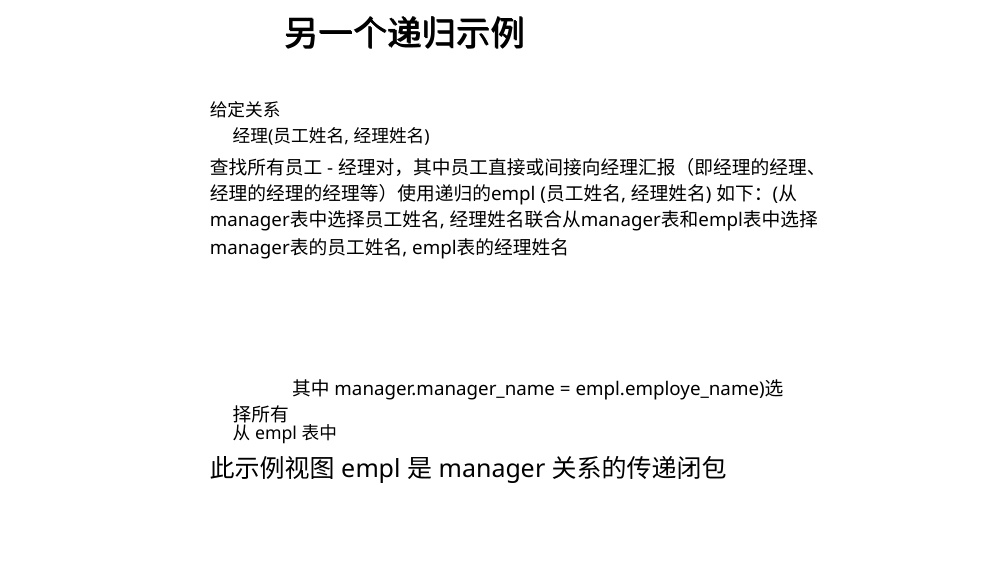 另一个递归示例
给定关系
经理(员工姓名, 经理姓名)
查找所有员工 - 经理对，其中员工直接或间接向经理汇报（即经理的经理、
经理的经理的经理等）使用递归的empl (员工姓名, 经理姓名) 如下：(从
manager表中选择员工姓名, 经理姓名联合从manager表和empl表中选择
manager表的员工姓名, empl表的经理姓名
其中 manager.manager_name = empl.employe_name)选
择所有
从 empl 表中
此示例视图 empl 是 manager 关系的传递闭包